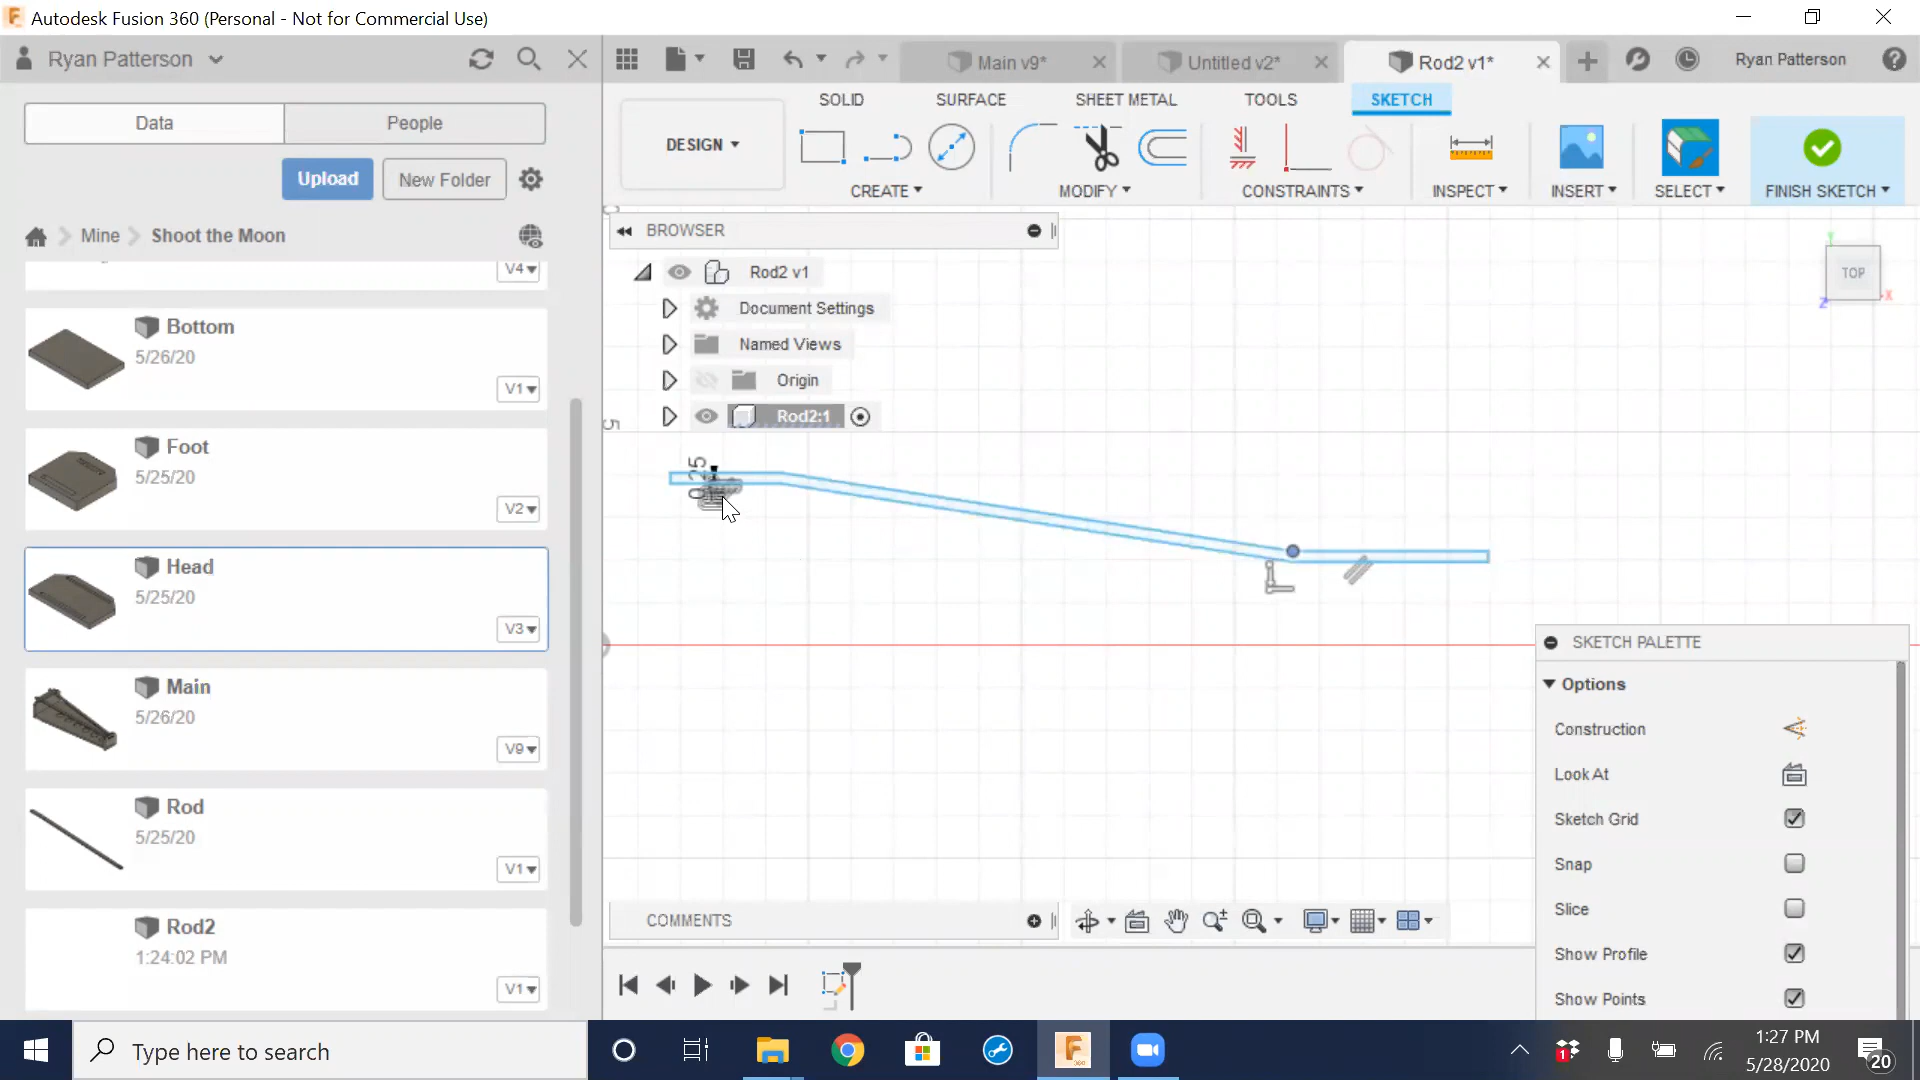 Autodesk Fusion 360 (Personal - Not for Commercial Use)
Ryan Patterson
Main v9*
Untitled v2*
Rod2 v1*
Ryan Patterson
Data
People
SOLID
SURFACE
SHEET METAL
TOOLS
SKETCH
DESIGN
Upload
New Folder
CREATE
MODIFY
CONSTRAINTS
INSPECT
INSERT
SELECT
FINISH SKETCH
Mine
Shoot the Moon
BROWSER
V4
Rod2 v1
TOP
Y
X
Z
Bottom
5/26/20
V1
Document Settings
Named Views
Origin
Rod2:1
5
Foot
5/25/20
V2
0.25
Head
5/25/20
V3
Main
5/26/20
V9
SKETCH PALETTE
Options
Construction
Look At
Sketch Grid
Snap
Slice
Show Profile
Show Points
Rod
5/25/20
V1
Rod2
1:24:02 PM
V1
COMMENTS
Type here to search
F
360
1
1:27 PM
5/28/2020
20